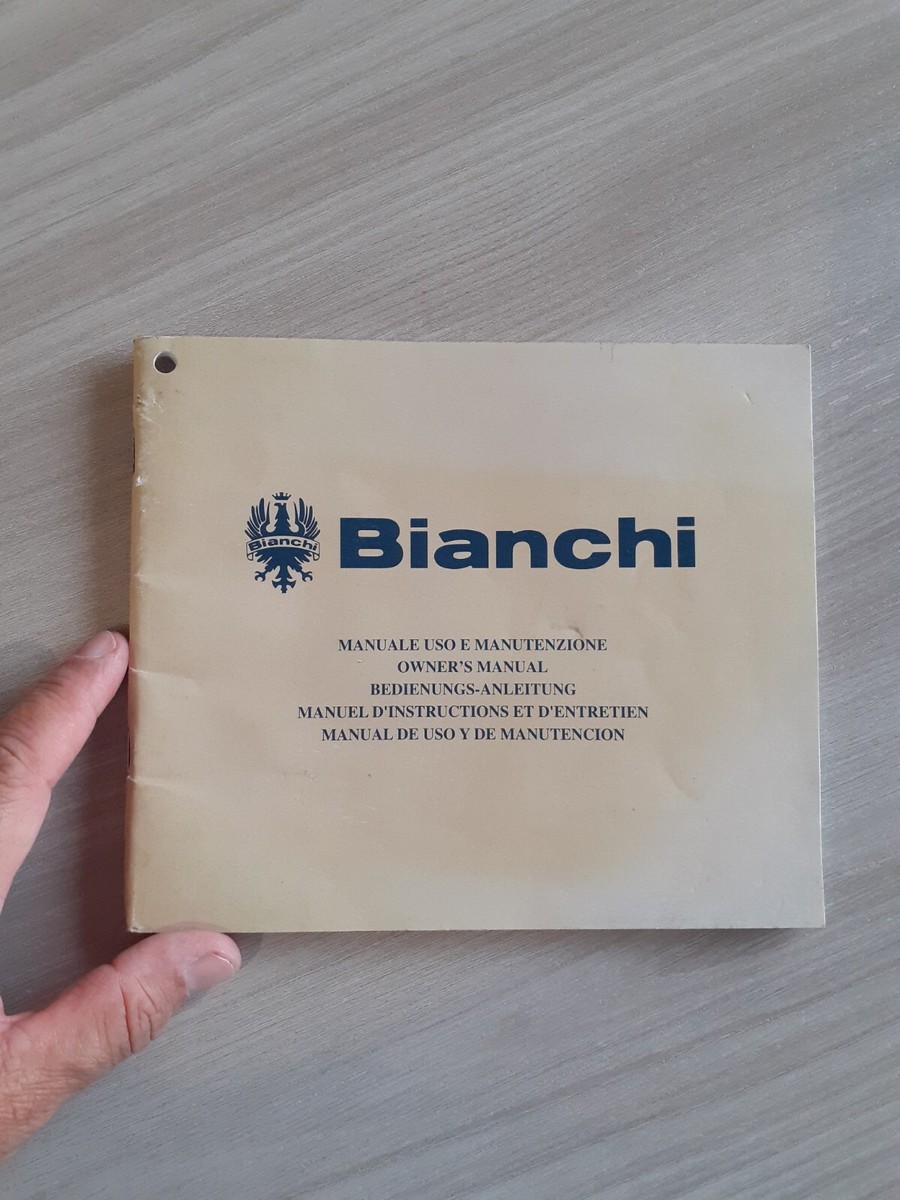 Bianchi
Bianchi
MANUALE USO E MANUTENZIONE
OWNER'S MANUAL
BEDIENUNGS-ANLEITUNG
MANUEL D'INSTRUCTIONS ET D'ENTRETIEN
MANUAL DE USO Y DE MANUTENCION